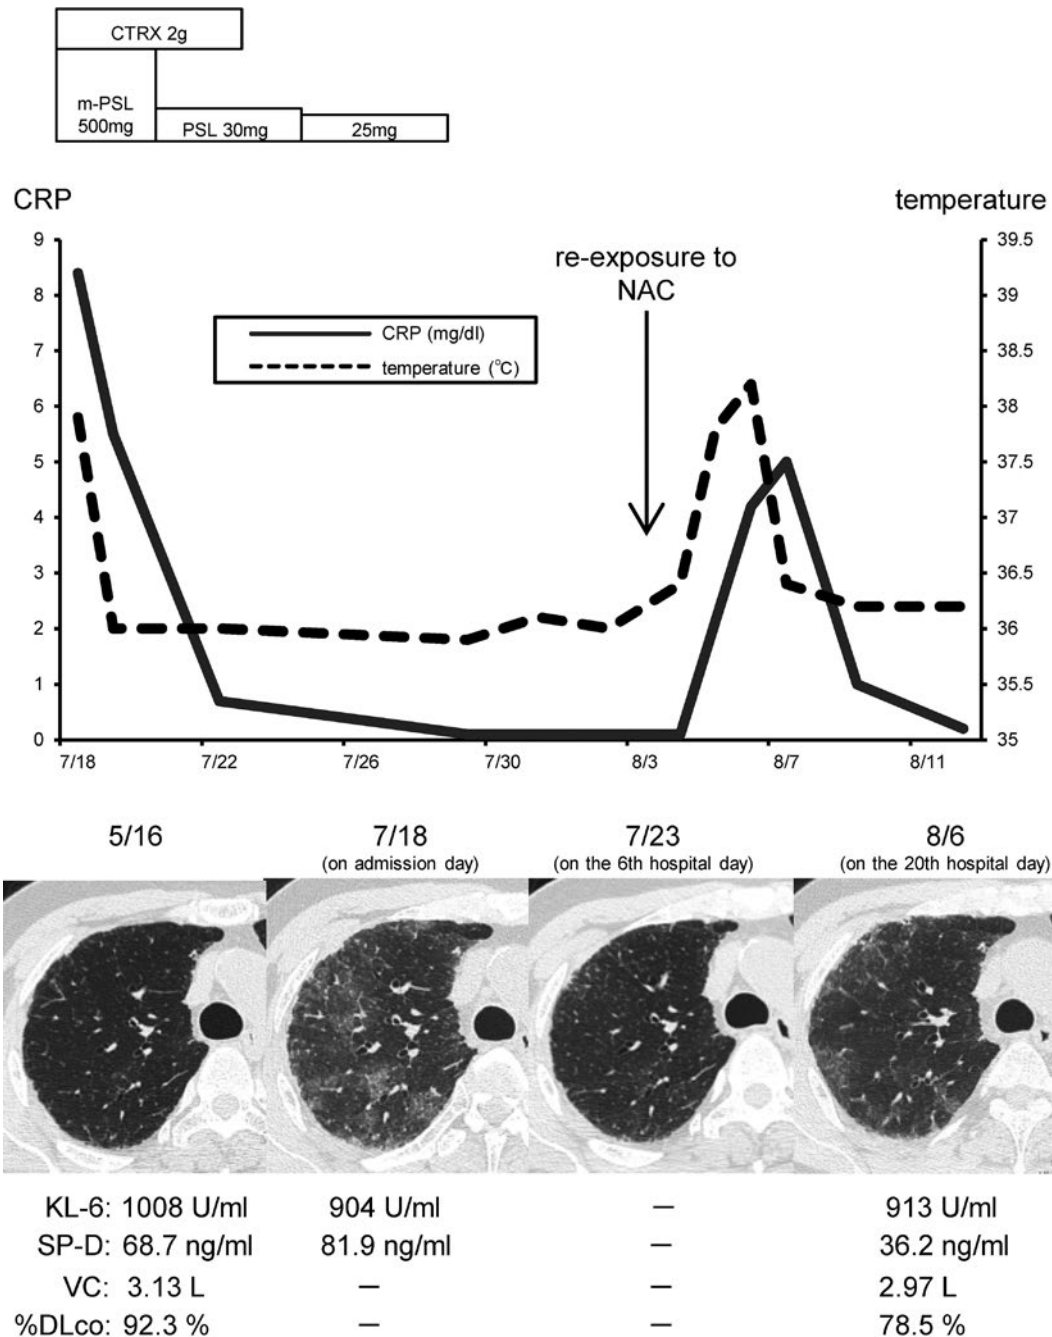 CTRX 2g
m-PSL
500mg
PSL 30mg
25mg
CRP
temperature
9
8
7
6
5
4
3
2
1
0
39.5
39
38.5
38
37.5
37
36.5
36
35.5
35
re-exposure to
NAC
CRP (mg/dl)
temperature (℃)
7/18
7/22
7/26
7/30
8/3
8/7
8/11
5/16
7/18
7/23
8/6
(on admission day)
(on the 6th hospital day)
(on the 20th hospital day)
KL-6: 1008 U/ml 904 U/ml — 913 U/ml
SP-D: 68.7 ng/ml 81.9 ng/ml — 36.2 ng/ml
VC: 3.13 L — — 2.97 L
%DLco: 92.3 % — — 78.5 %